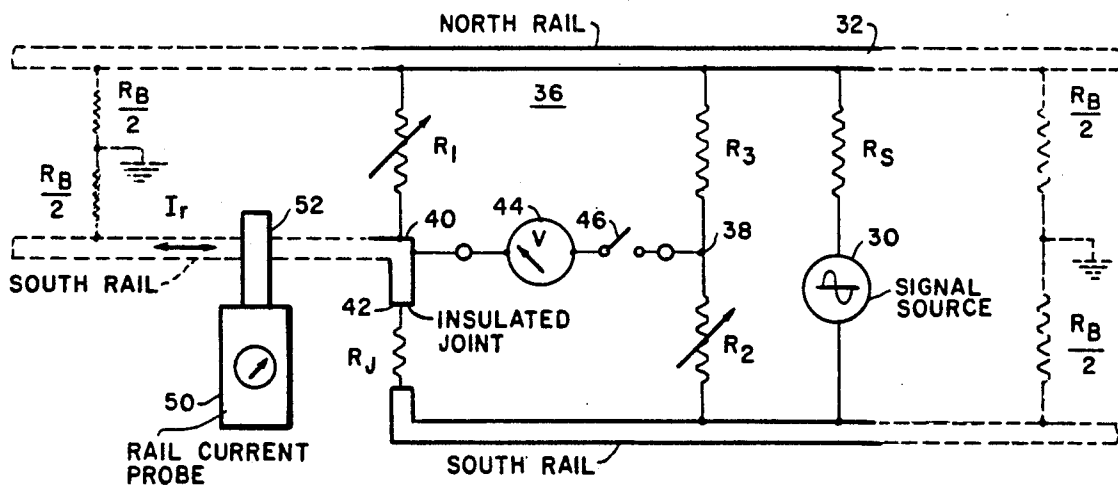 NORTH RAIL
32
36
R_B/2
R_B/2
R_1
R_3
R_S
R_B/2
I_r
52
40
44
V
46
38
30
SOUTH RAIL
SIGNAL
SOURCE
42
INSULATED
JOINT
R_J
R_2
R_B/2
50
RAIL CURRENT
PROBE
SOUTH RAIL